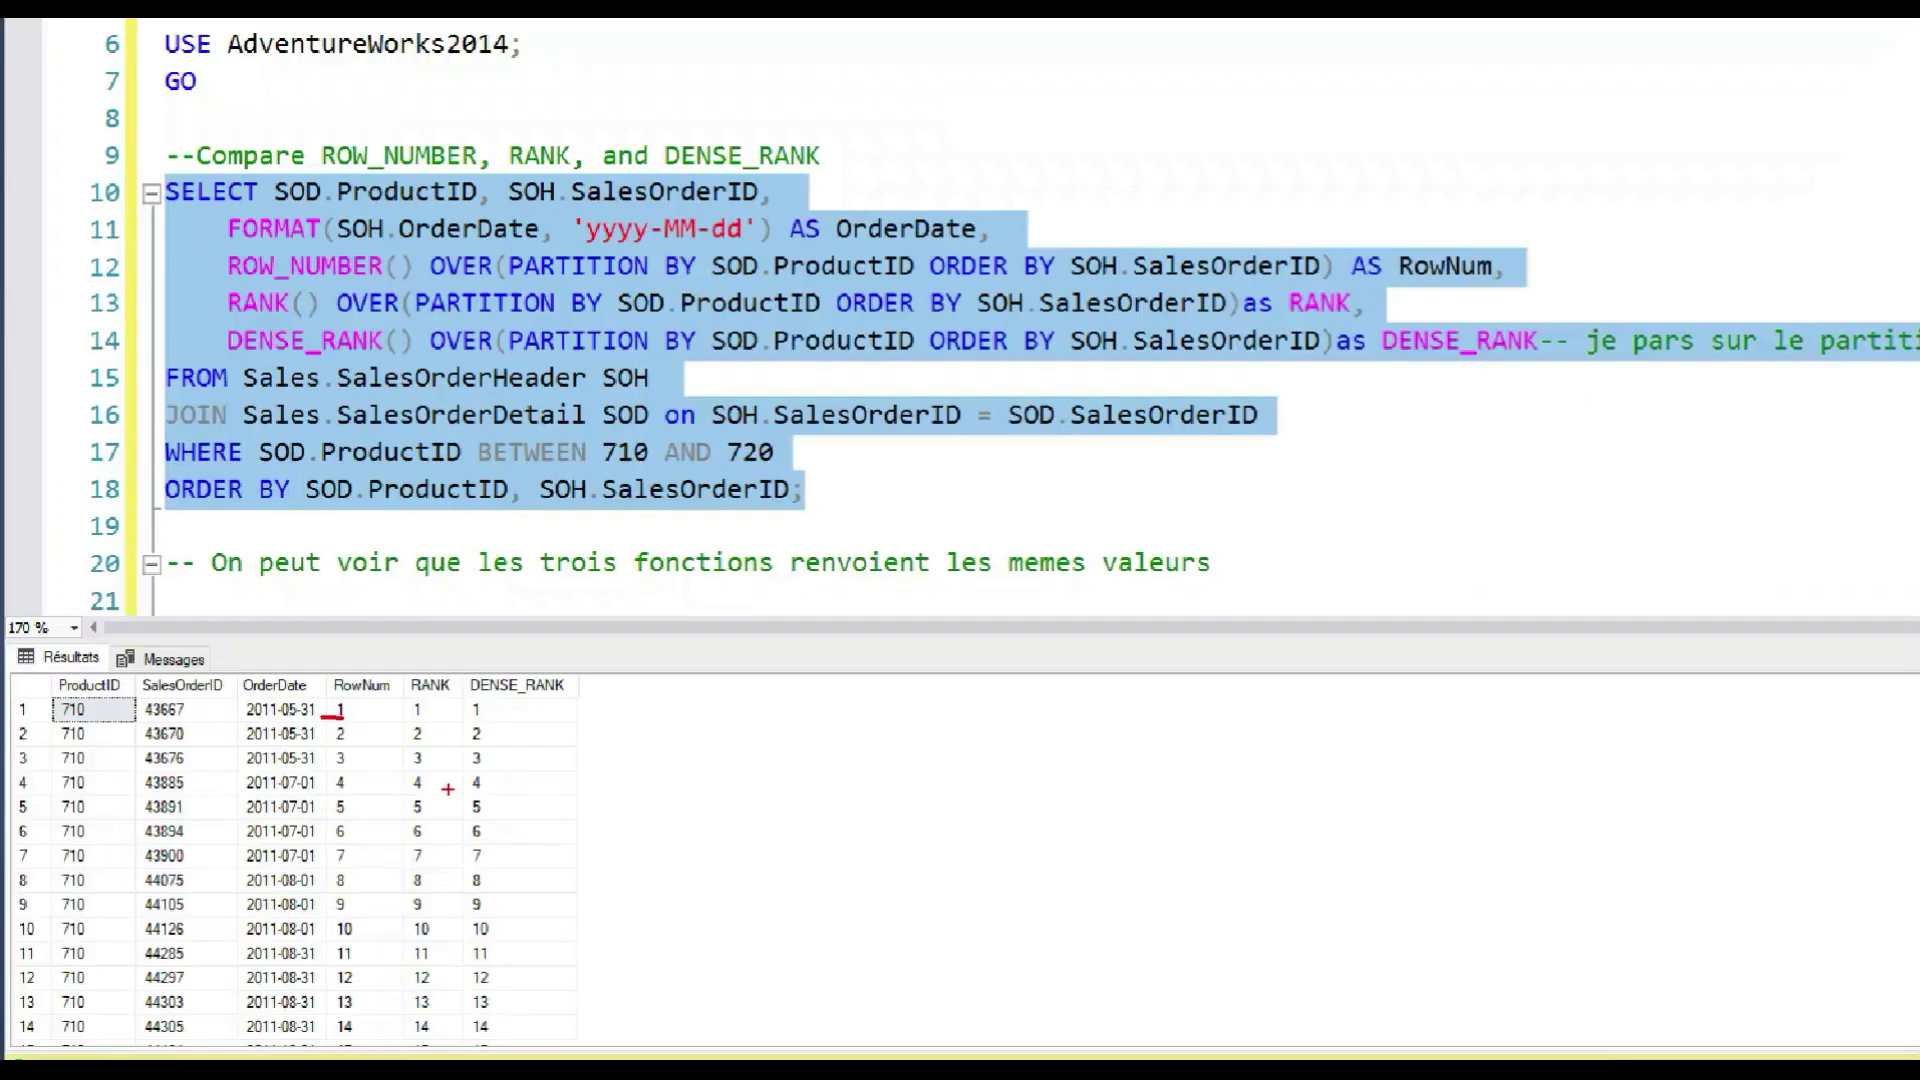 6 USE AdventureWorks2014;
7 GO
8
9 --Compare ROW_NUMBER, RANK, and DENSE_RANK
10 SELECT SOD.ProductID, SOH.SalesOrderID,
11 FORMAT(SOH.OrderDate, 'yyyy-MM-dd') AS OrderDate,
12 ROW_NUMBER() OVER(PARTITION BY SOD.ProductID ORDER BY SOH.SalesOrderID) AS RowNum,
13 RANK() OVER(PARTITION BY SOD.ProductID ORDER BY SOH.SalesOrderID)as RANK,
14 DENSE_RANK() OVER(PARTITION BY SOD.ProductID ORDER BY SOH.SalesOrderID)as DENSE_RANK-- je pars sur le partiti
15 FROM Sales.SalesOrderHeader SOH
16 JOIN Sales.SalesOrderDetail SOD on SOH.SalesOrderID = SOD.SalesOrderID
17 WHERE SOD.ProductID BETWEEN 710 AND 720
18 ORDER BY SOD.ProductID, SOH.SalesOrderID;
19
20 -- On peut voir que les trois fonctions renvoient les memes valeurs
21
170 %
Résultats Messages
ProductID SalesOrderID OrderDate RowNum RANK DENSE_RANK
1 710 43667 2011-05-31 1 1 1
2 710 43670 2011-05-31 2 2 2
3 710 43676 2011-05-31 3 3 3
4 710 43885 2011-07-01 4 4 4
5 710 43891 2011-07-01 5 5 5
6 710 43894 2011-07-01 6 6 6
7 710 43900 2011-07-01 7 7 7
8 710 44075 2011-08-01 8 8 8
9 710 44105 2011-08-01 9 9 9
10 710 44126 2011-08-01 10 10 10
11 710 44285 2011-08-31 11 11 11
12 710 44297 2011-08-31 12 12 12
13 710 44303 2011-08-31 13 13 13
14 710 44305 2011-08-31 14 14 14